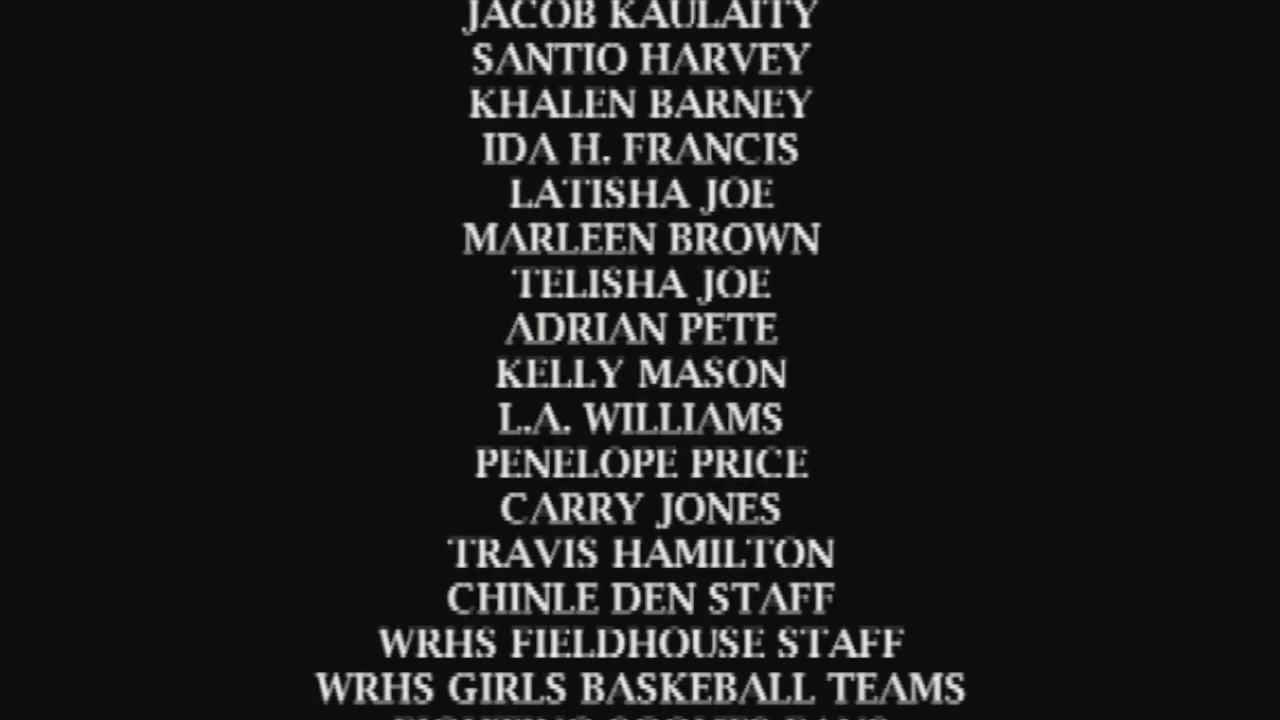 JACOB KAULAITY
SANTIO HARVEY
KHALEN BARNEY
IDA H. FRANCIS
LATISHA JOE
MARLEEN BROWN
TELISHA JOE
ADRIAN PETE
KELLY MASON
L.A. WILLIAMS
PENELOPE PRICE
CARRY JONES
TRAVIS HAMILTON
CHINLE DEN STAFF
WRHS FIELDHOUSE STAFF
WRHS GIRLS BASKEBALL TEAMS